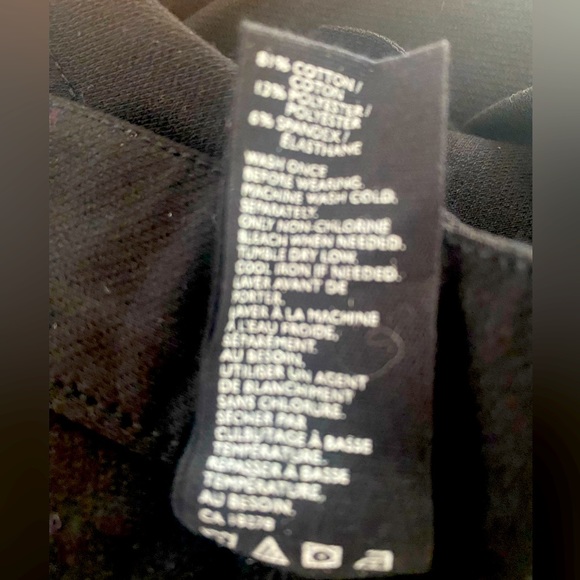 81% COTTON /
COTON
13% POLYESTER /
POLYESTER
6% SPANDEX /
ÉLASTHANE
WASH ONCE
BEFORE WEARING.
MACHINE WASH COLD,
SEPARATELY.
ONLY NON-CHLORINE
BLEACH WHEN NEEDED.
TUMBLE DRY LOW.
COOL IRON IF NEEDED.
LAVER AVANT DE
PORTER.
LAVER À LA MACHINE
À L'EAU FROIDE,
SÉPARÉMENT.
AU BESOIN,
UTILISER UN AGENT
DE BLANCHIMENT
SANS CHLORURE.
SÉCHER PAR
CULBUTAGE À BASSE
TEMPÉRATURE.
REPASSER À BASSE
TEMPÉRATURE,
AU BESOIN.
CA